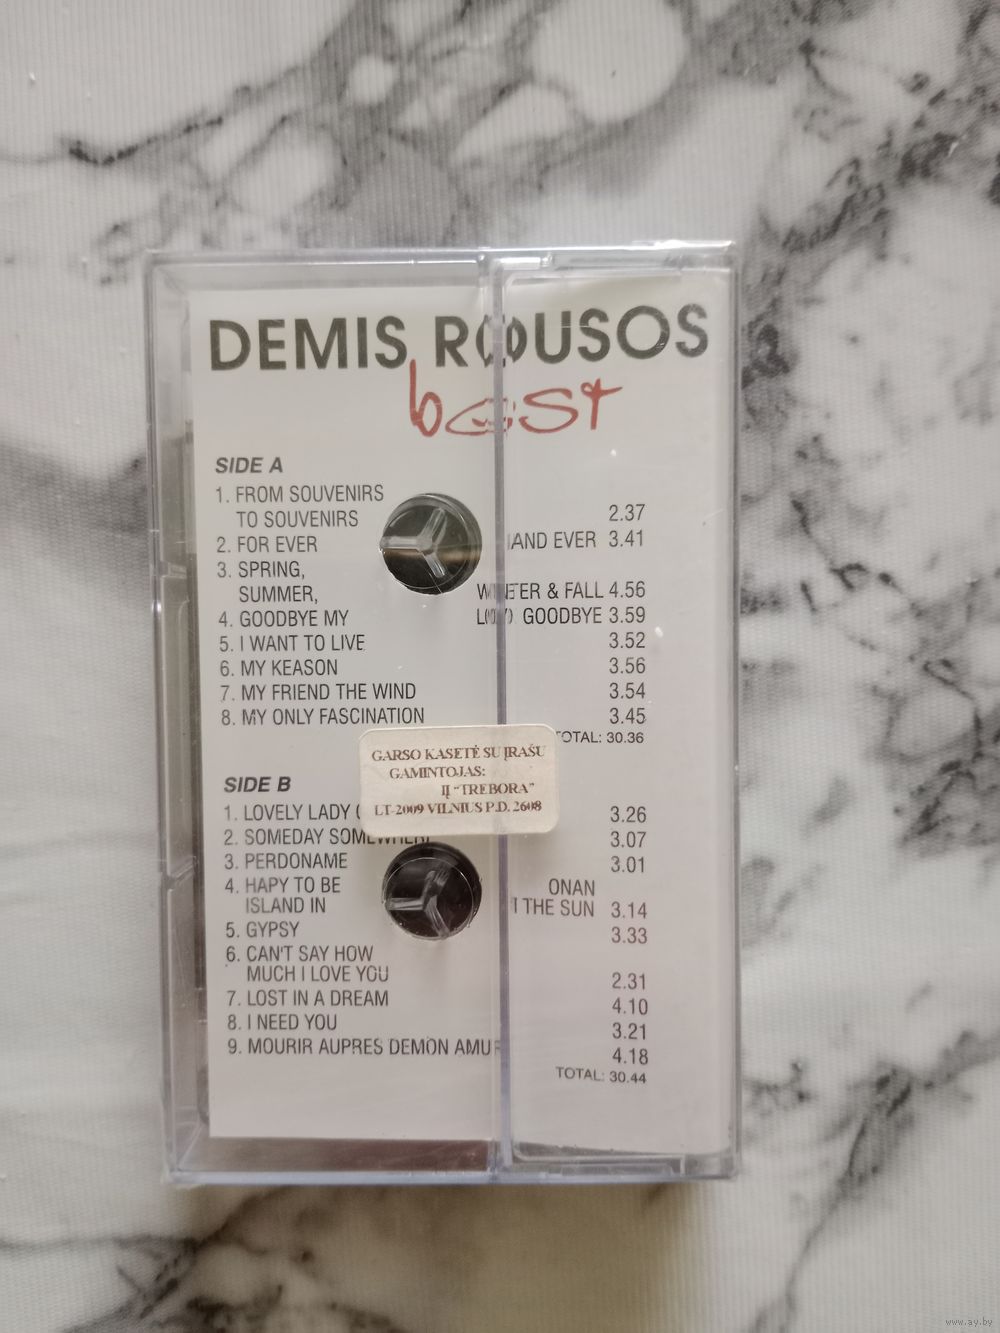 DEMIS ROUSOS
best
SIDE A
1. FROM SOUVENIRS
TO SOUVENIRS 2.37
2. FOR EVER AND EVER 3.41
3. SPRING,
SUMMER, WINTER & FALL 4.56
4. GOODBYE MY GOODBYE 3.59
5. I WANT TO LIVE 3.52
6. MY KEASON 3.56
7. MY FRIEND THE WIND 3.54
8. MY ONLY FASCINATION 3.45
TOTAL: 30.36
GARSO KASETĖ SU ĮRAŠU
GAMINTOJAS:
IĮ "TREBORA"
LT-2009 VILNIUS P.D. 2608
SIDE B
1. LOVELY LADY 3.26
2. SOMEDAY SOMEWHERE 3.07
3. PERDONAME 3.01
4. HAPY TO BE ONAN
ISLAND IN THE SUN 3.14
5. GYPSY 3.33
6. CAN'T SAY HOW
MUCH I LOVE YOU 2.31
7. LOST IN A DREAM 4.10
8. I NEED YOU 3.21
9. MOURIR AUPRES DEMON AMUR 4.18
TOTAL: 30.44
www.ay.by